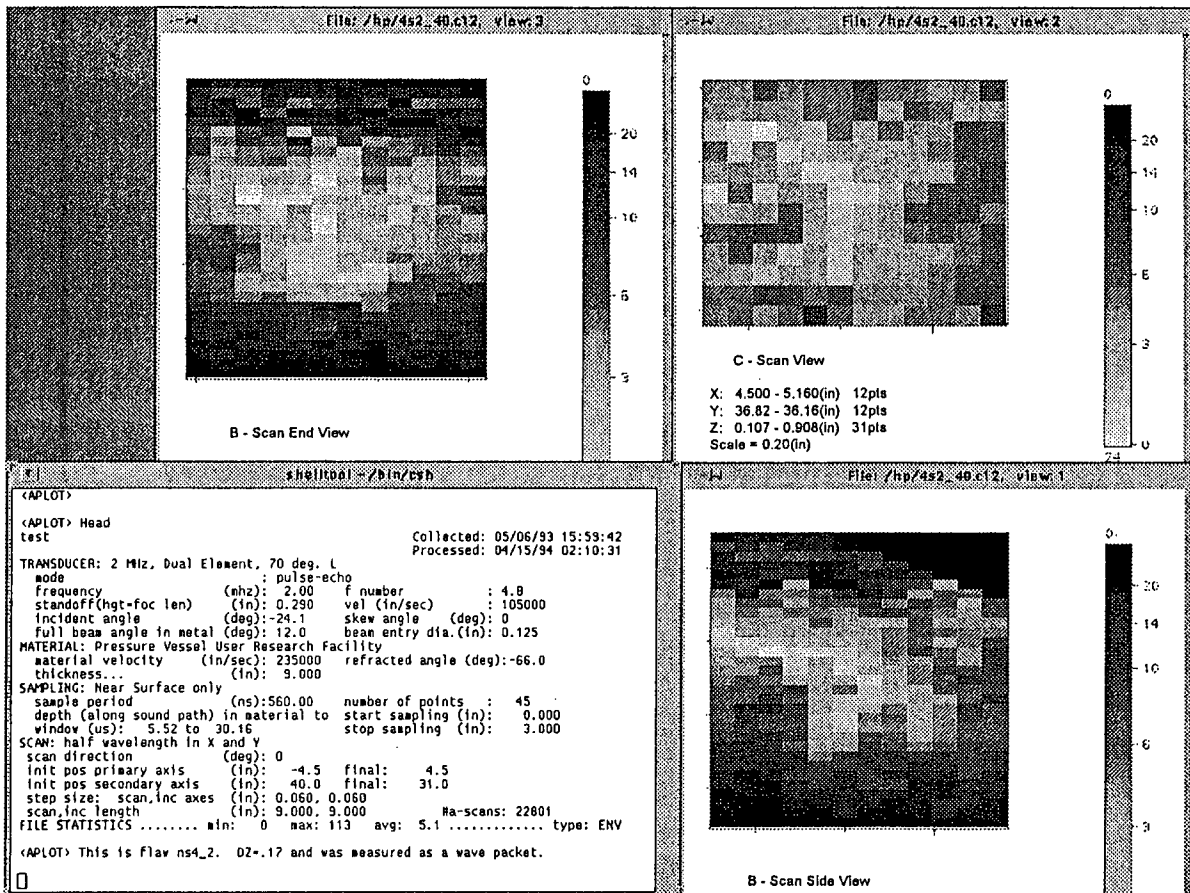 File: /hp/4s2_40.c12, view: 3
0
20
14
10
6
3
B - Scan End View
File: /hp/4s2_40.c12, view: 2
0
20
14
10
6
3
0
24
C - Scan View
X: 4.500 - 5.160(in) 12pts
Y: 36.82 - 36.16(in) 12pts
Z: 0.107 - 0.908(in) 31pts
Scale = 0.20(in)
shelltool - /bin/csh
<APLOT>
<APLOT> Head
test Collected: 05/06/93 15:59:42
Processed: 04/15/94 02:10:31
TRANSDUCER: 2 MHz, Dual Element, 70 deg. L
mode : pulse-echo
frequency (mhz): 2.00 f number : 4.8
standoff(hgt-foc len) (in): 0.290 vel (in/sec) : 105000
incident angle (deg):-24.1 skew angle (deg): 0
full beam angle in metal (deg): 12.0 beam entry dia.(in): 0.125
MATERIAL: Pressure Vessel User Research Facility
material velocity (in/sec): 235000 refracted angle (deg):-66.0
thickness... (in): 9.000
SAMPLING: Near Surface only
sample period (ns):560.00 number of points : 45
depth (along sound path) in material to start sampling (in): 0.000
window (us): 5.52 to 30.16 stop sampling (in): 3.000
SCAN: half wavelength in X and Y
scan direction (deg): 0
init pos primary axis (in): -4.5 final: 4.5
init pos secondary axis (in): 40.0 final: 31.0
step size: scan,inc axes (in): 0.060, 0.060
scan,inc length (in): 9.000, 9.000 #a-scans: 22801
FILE STATISTICS ........ min: 0 max: 113 avg: 5.1 ............. type: ENV
<APLOT> This is flaw ns4_2. DZ=.17 and was measured as a wave packet.
File: /hp/4s2_40.c12, view: 1
0
20
14
10
6
3
B - Scan Side View